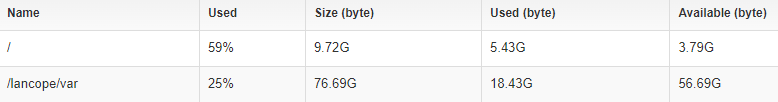 Name Used Size (byte) Used (byte) Available (byte)
/ 59% 9.72G 5.43G 3.79G
/lancope/var 25% 76.69G 18.43G 56.69G